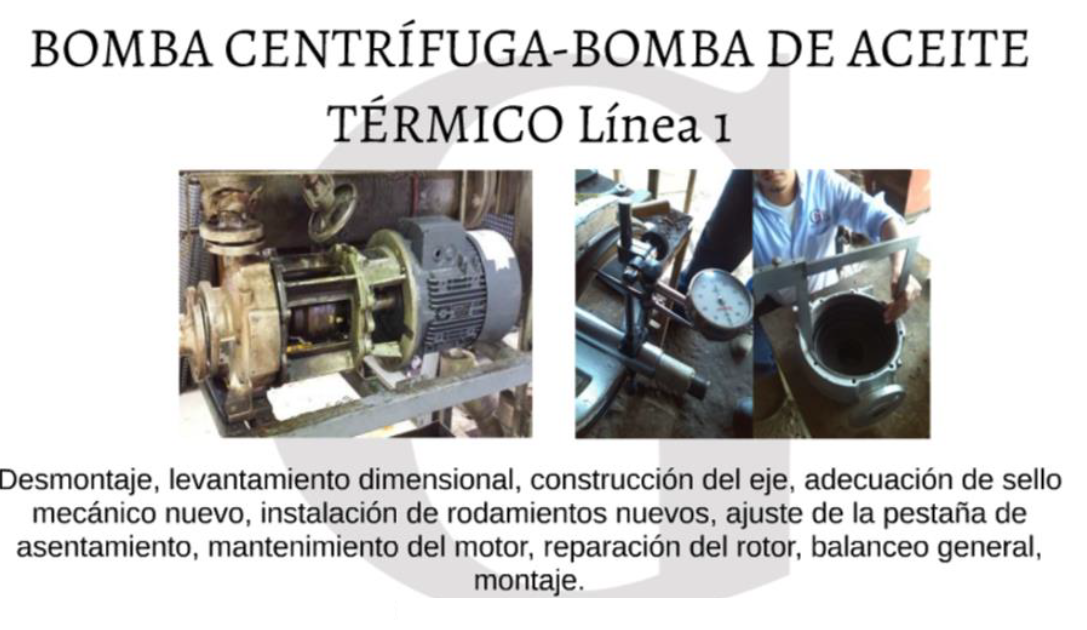 BOMBA CENTRÍFUGA-BOMBA DE ACEITE
TÉRMICO Línea 1
Desmontaje, levantamiento dimensional, construcción del eje, adecuación de sello
mecánico nuevo, instalación de rodamientos nuevos, ajuste de la pestaña de
asentamiento, mantenimiento del motor, reparación del rotor, balanceo general,
montaje.